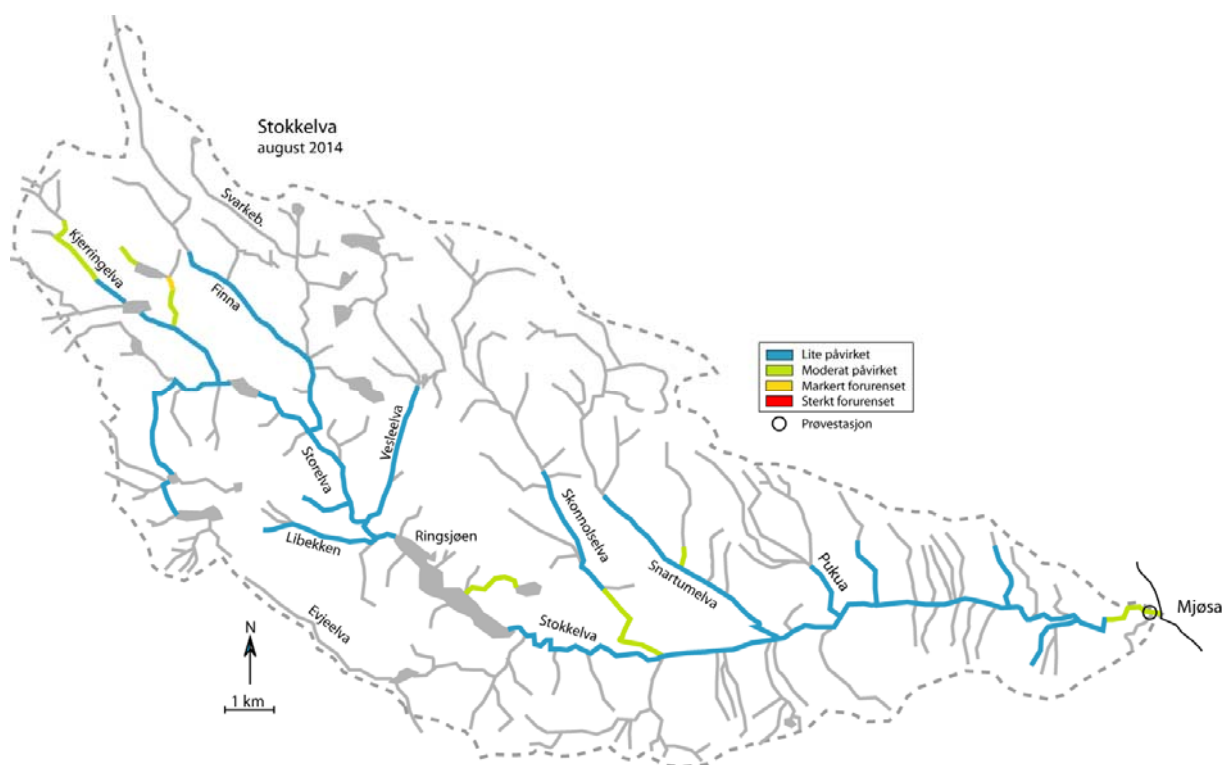 Stokkelva
august 2014
Svarkeb.
Kjerringelva
Finna
Vesleelva
Storelva
Libekken
Ringsjøen
Skonnolselva
Snartumelva
Pukua
Stokkelva
Evjeelva
Mjøsa
Lite påvirket
Moderat påvirket
Markert forurenset
Sterkt forurenset
Prøvestasjon
N
1 km